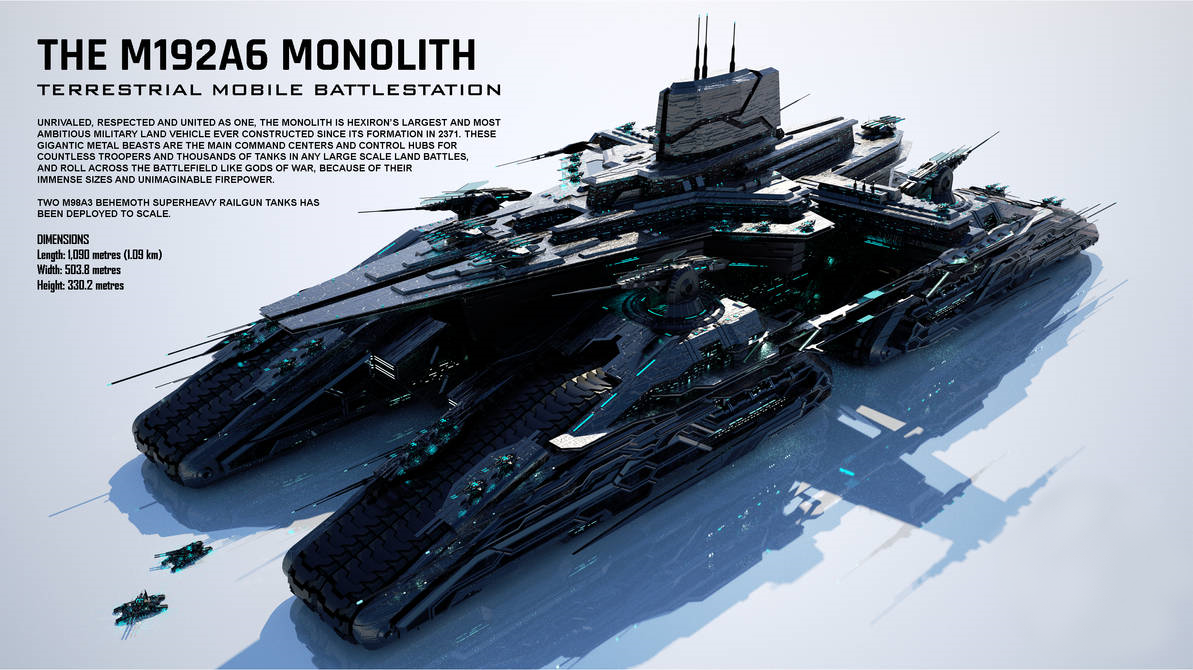 THE M192A6 MONOLITH
TERRESTRIAL MOBILE BATTLESTATION
UNRIVALED, RESPECTED AND UNITED AS ONE, THE MONOLITH IS HEXIRON'S LARGEST AND MOST
AMBITIOUS MILITARY LAND VEHICLE EVER CONSTRUCTED SINCE ITS FORMATION IN 2371. THESE
GIGANTIC METAL BEASTS ARE THE MAIN COMMAND CENTERS AND CONTROL HUBS FOR
COUNTLESS TROOPERS AND THOUSANDS OF TANKS IN ANY LARGE SCALE LAND BATTLES,
AND ROLL ACROSS THE BATTLEFIELD LIKE GODS OF WAR, BECAUSE OF THEIR
IMMENSE SIZES AND UNIMAGINABLE FIREPOWER.
TWO M98A3 BEHEMOTH SUPERHEAVY RAILGUN TANKS HAS
BEEN DEPLOYED TO SCALE.
DIMENSIONS
Length: 1,090 metres (1.09 km)
Width: 503.8 metres
Height: 330.2 metres